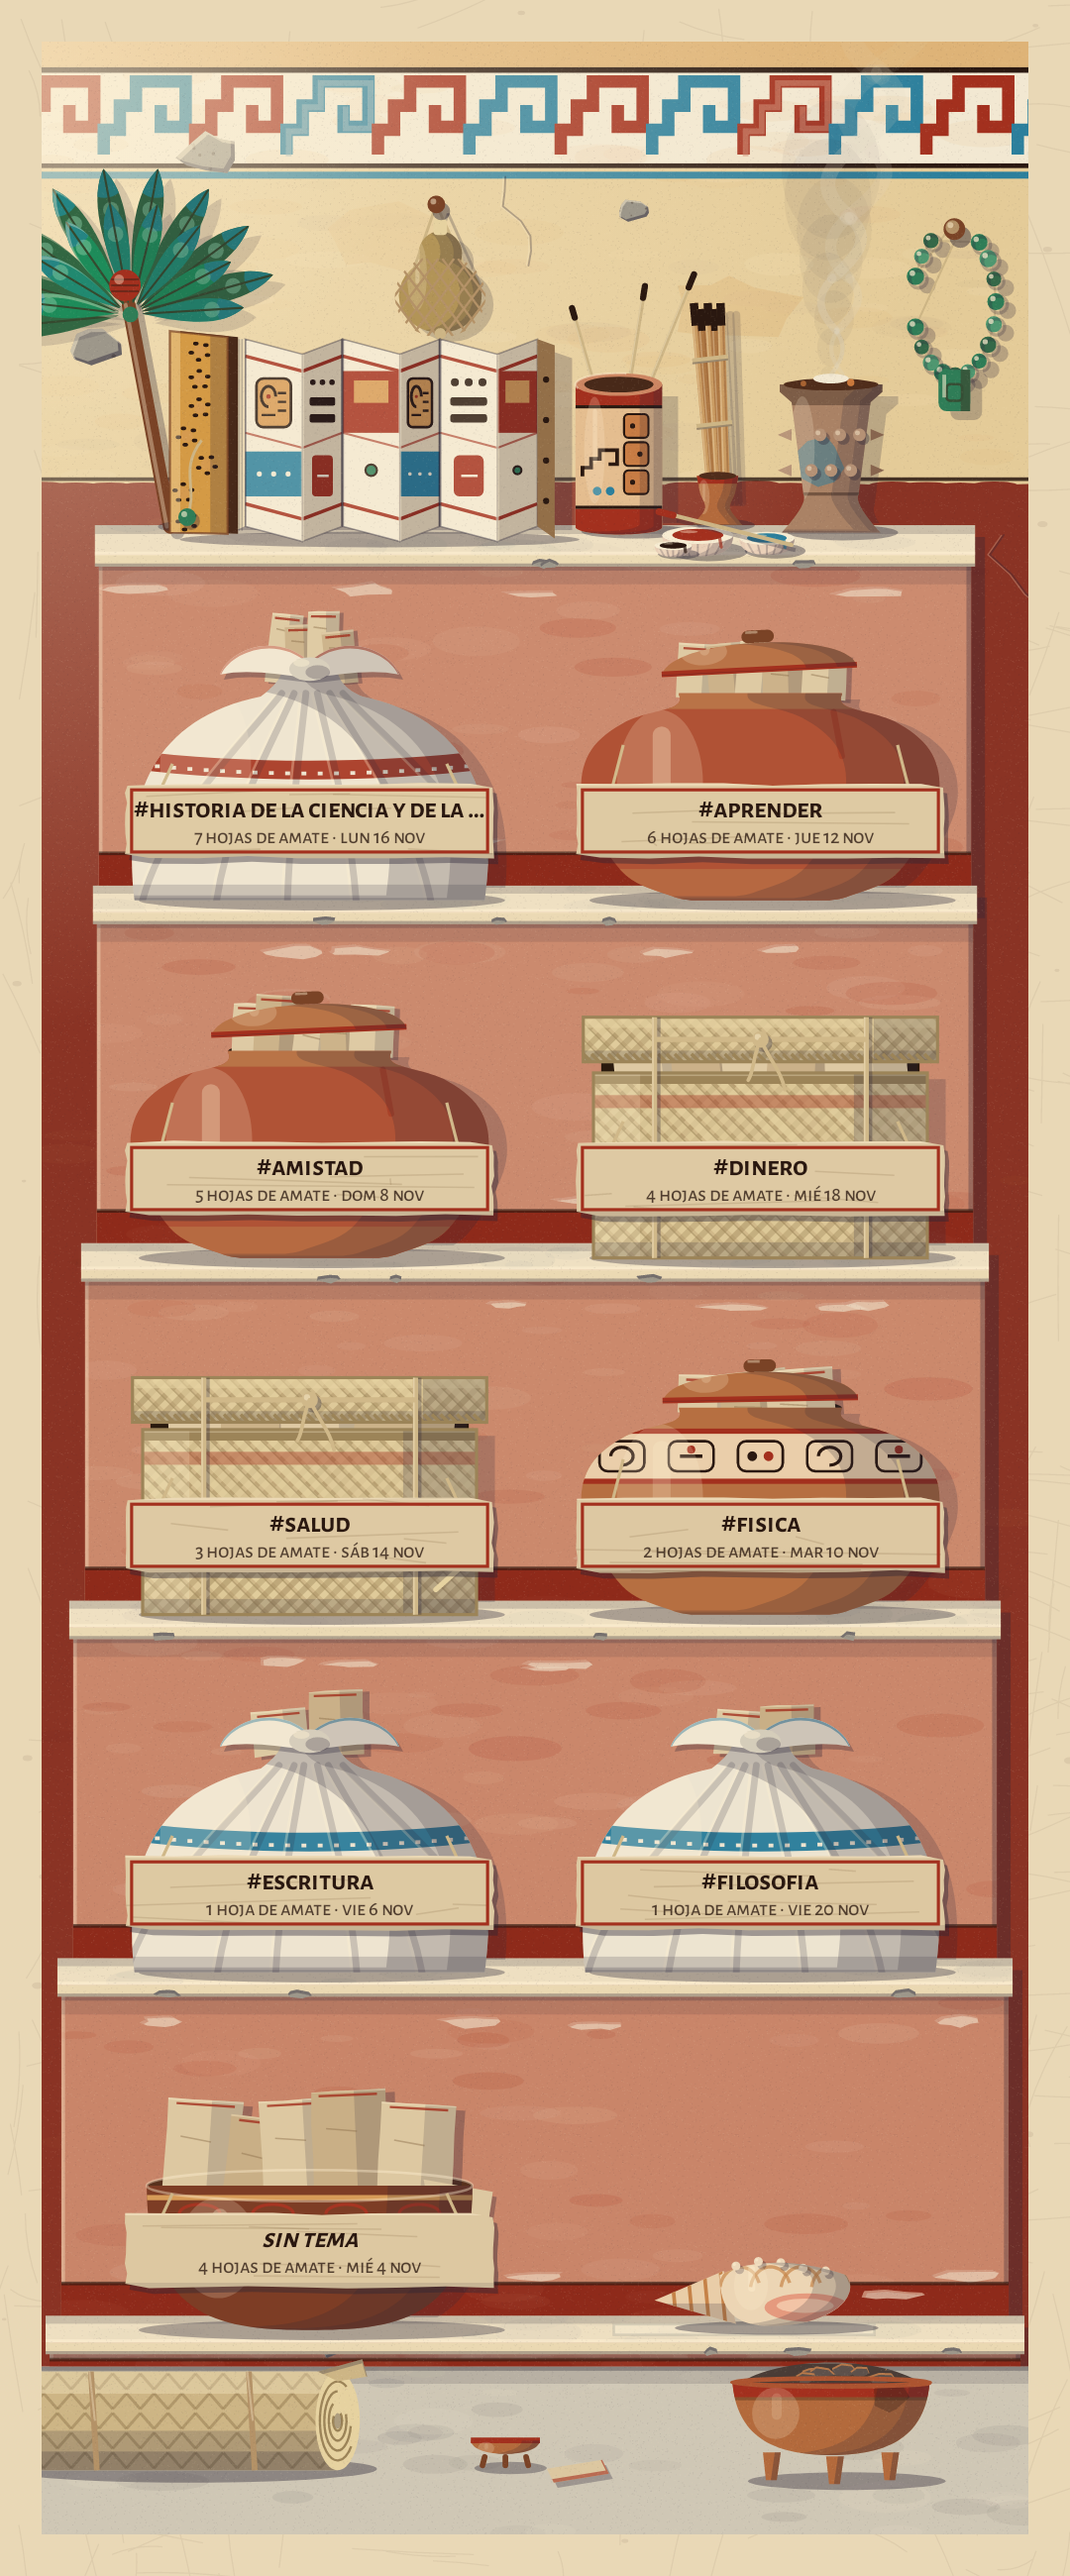 #HISTORIA DE LA CIENCIA Y DE LA ...
7 HOJAS DE AMATE · LUN 16 NOV
#APRENDER
6 HOJAS DE AMATE · JUE 12 NOV
#AMISTAD
5 HOJAS DE AMATE · DOM 8 NOV
#DINERO
4 HOJAS DE AMATE · MIÉ 18 NOV
#SALUD
3 HOJAS DE AMATE · SÁB 14 NOV
#FISICA
2 HOJAS DE AMATE · MAR 10 NOV
#ESCRITURA
1 HOJA DE AMATE · VIE 6 NOV
#FILOSOFIA
1 HOJA DE AMATE · VIE 20 NOV
SIN TEMA
4 HOJAS DE AMATE · MIÉ 4 NOV